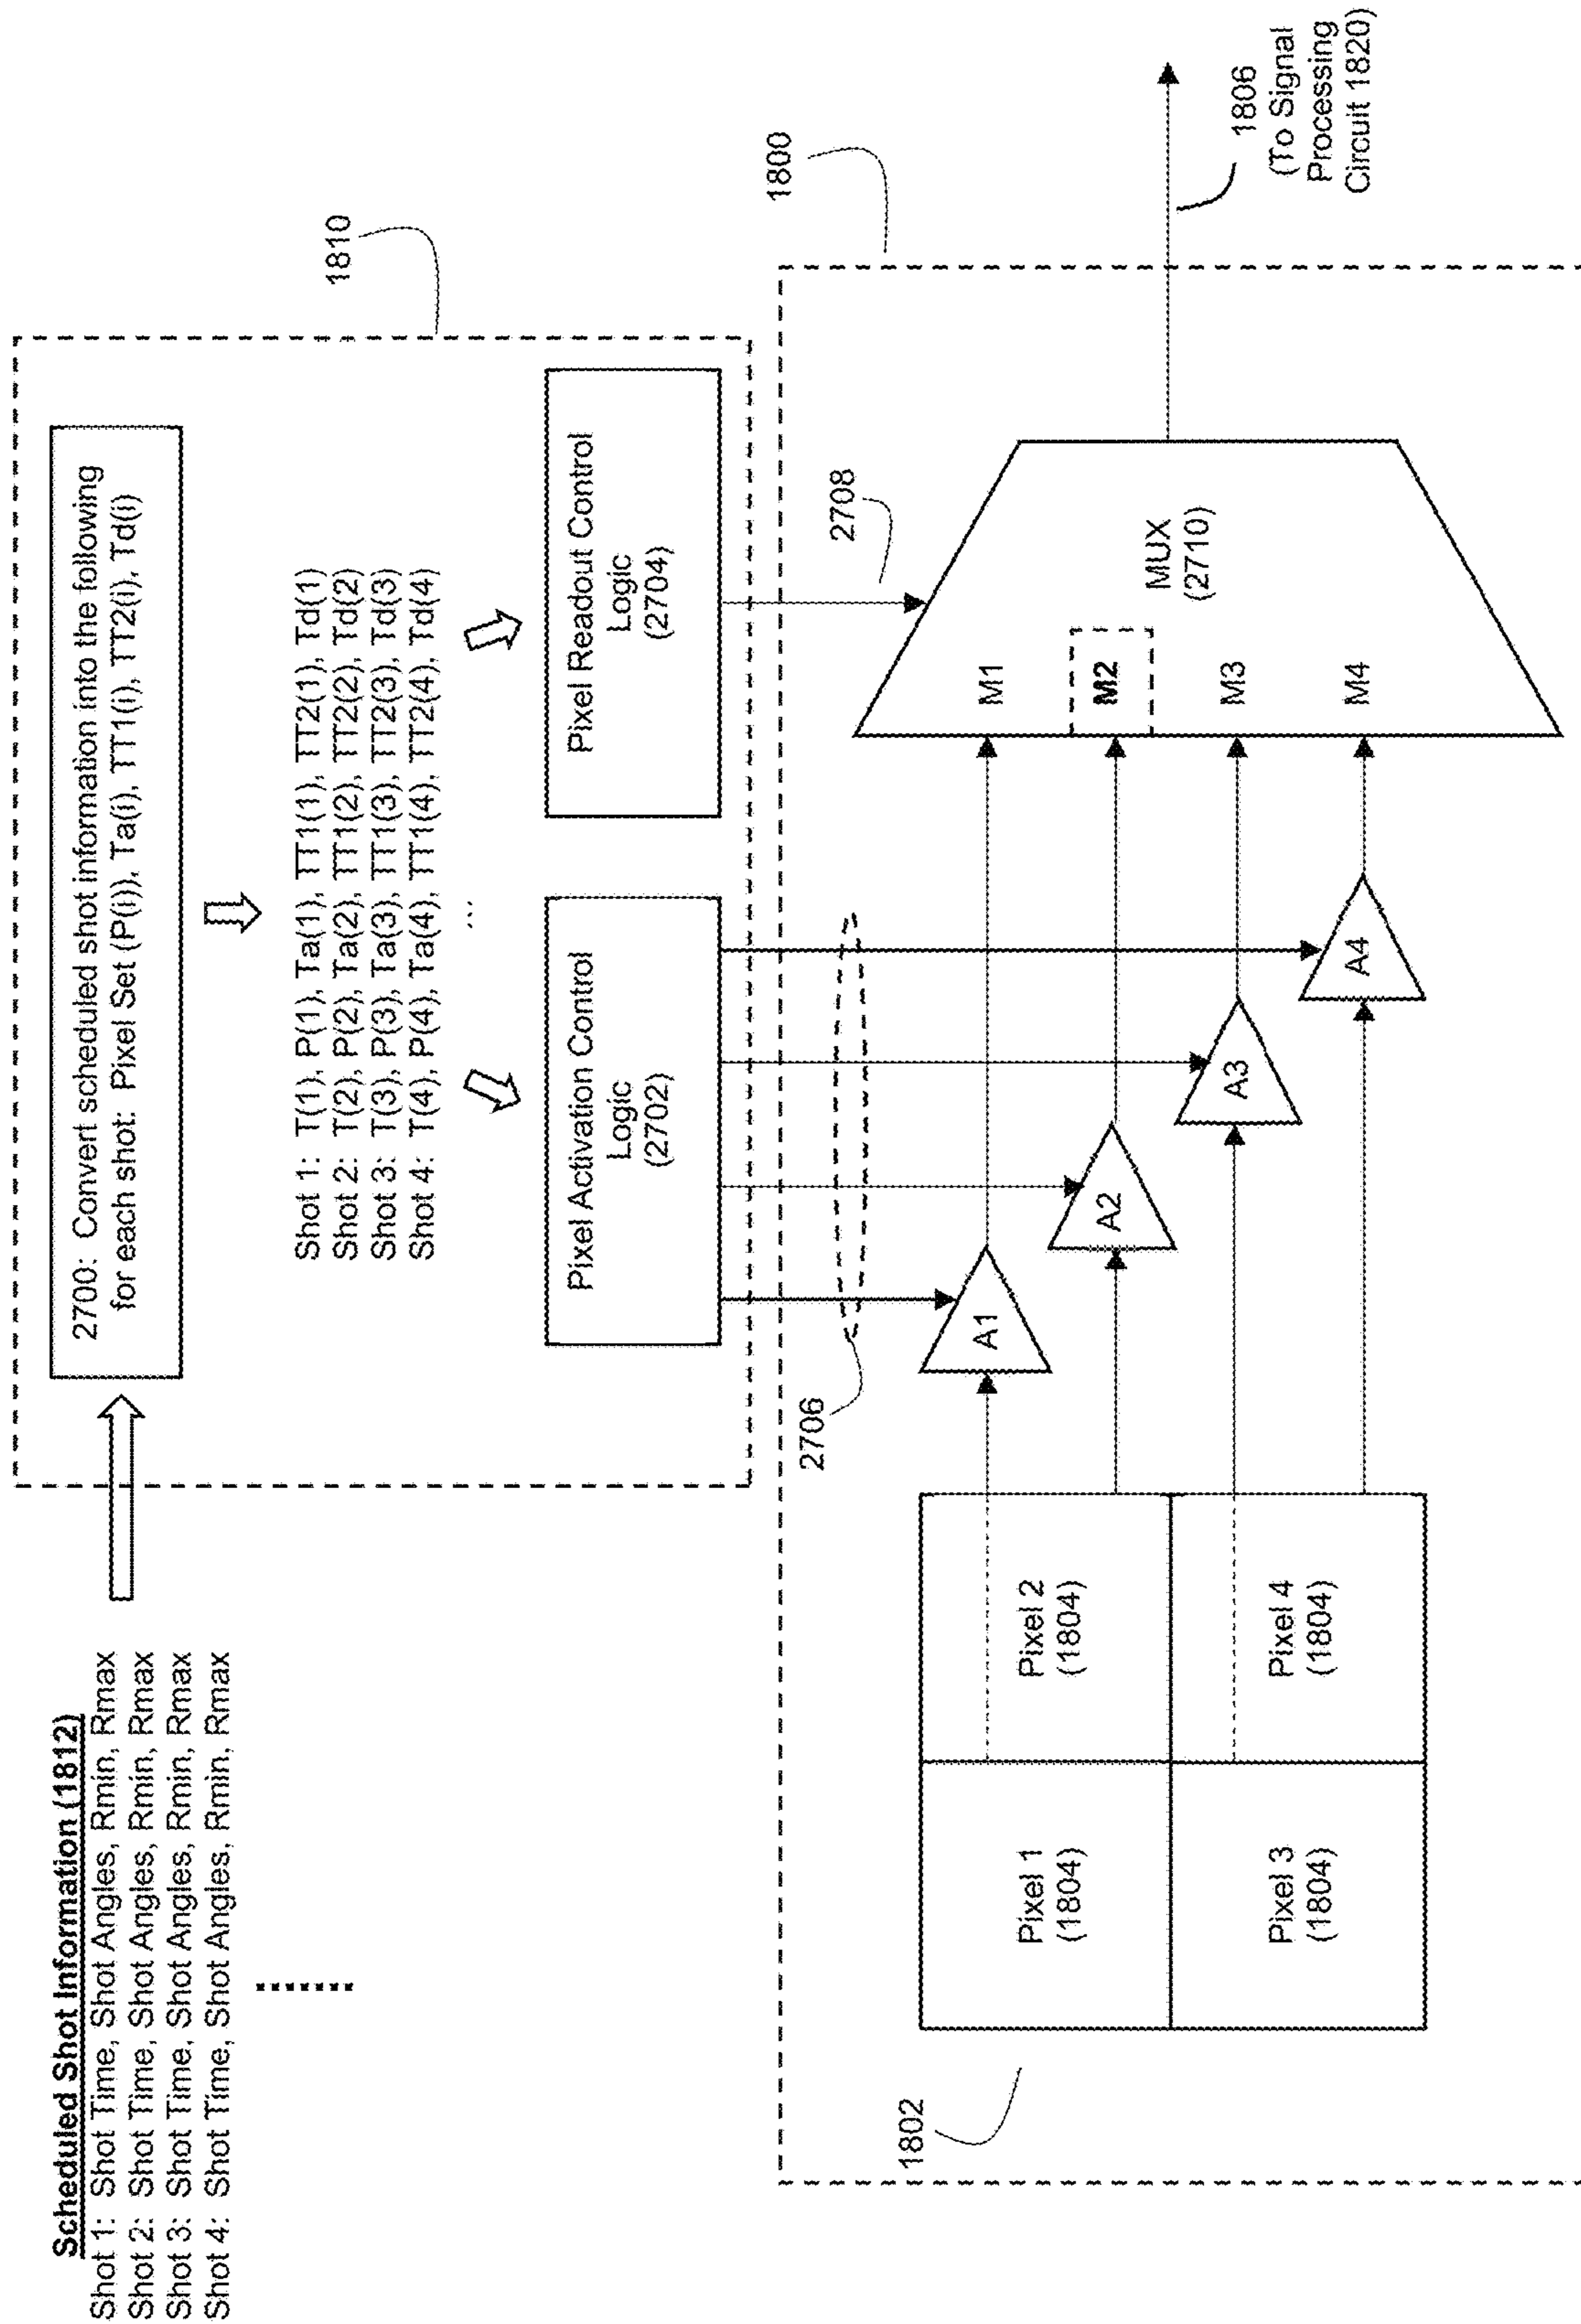 Scheduled Shot Information (1812)
Shot 1: Shot Time, Shot Angles, Rmin, Rmax
Shot 2: Shot Time, Shot Angles, Rmin, Rmax
Shot 3: Shot Time, Shot Angles, Rmin, Rmax
Shot 4: Shot Time, Shot Angles, Rmin, Rmax
.......
2700: Convert scheduled shot information into the following
for each shot: Pixel Set (P(i)), Ta(i), TT1(i), TT2(i), Td(i)
1810
Shot 1: T(1), P(1), Ta(1), TT1(1), TT2(1), Td(1)
Shot 2: T(2), P(2), Ta(2), TT1(2), TT2(2), Td(2)
Shot 3: T(3), P(3), Ta(3), TT1(3), TT2(3), Td(3)
Shot 4: T(4), P(4), Ta(4), TT1(4), TT2(4), Td(4)
...
Pixel Activation Control
Logic
(2702)
Pixel Readout Control
Logic
(2704)
2706
2708
1800
1802
Pixel 1
(1804)
Pixel 2
(1804)
Pixel 3
(1804)
Pixel 4
(1804)
A1
A2
A3
A4
M1
M2
M3
M4
MUX
(2710)
1806
(To Signal
Processing
Circuit 1820)